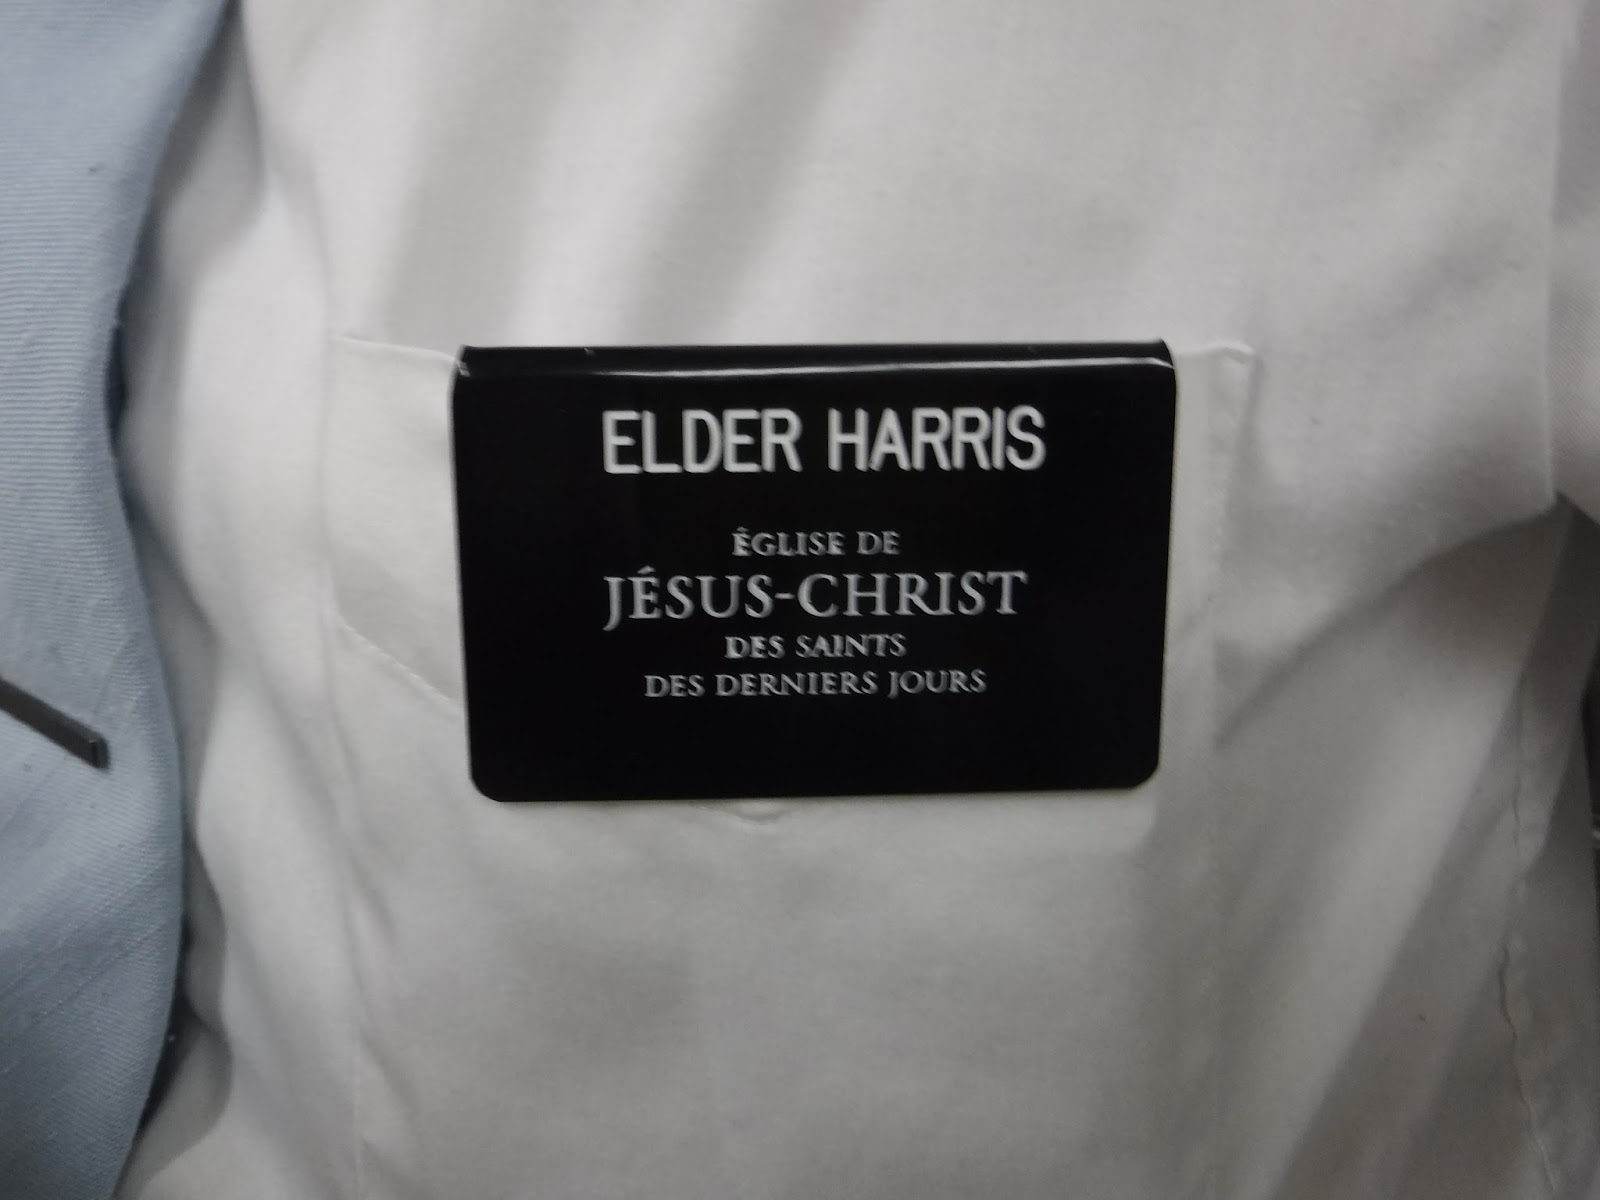 ELDER HARRIS
ÉGLISE DE
JÉSUS-CHRIST
DES SAINTS
DES DERNIERS JOURS